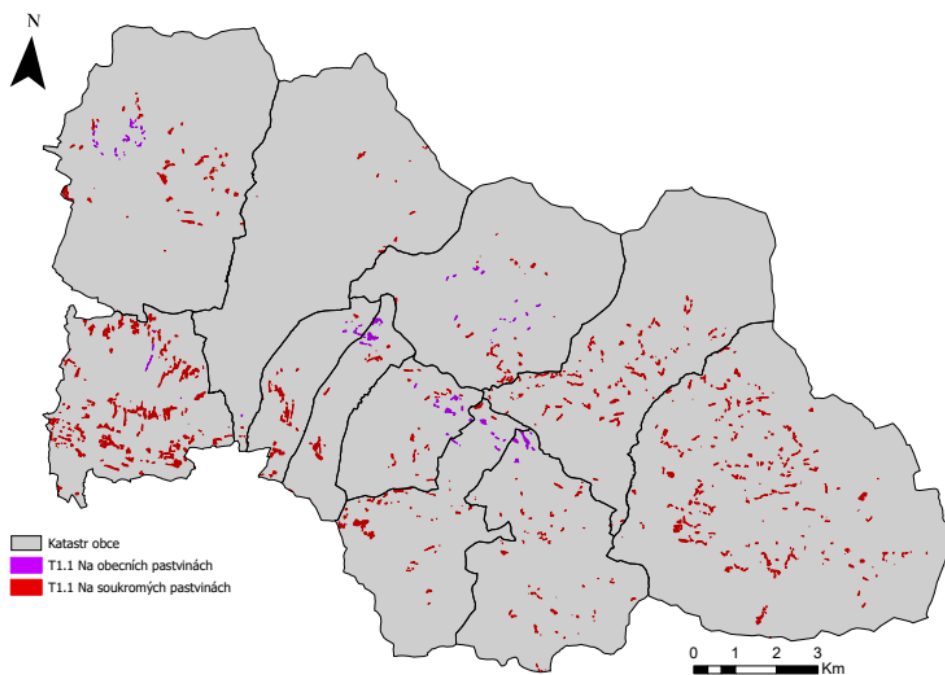 N
Katastr obce
T1.1 Na obecních pastvinách
T1.1 Na soukromých pastvinách
0 1 2 3
Km